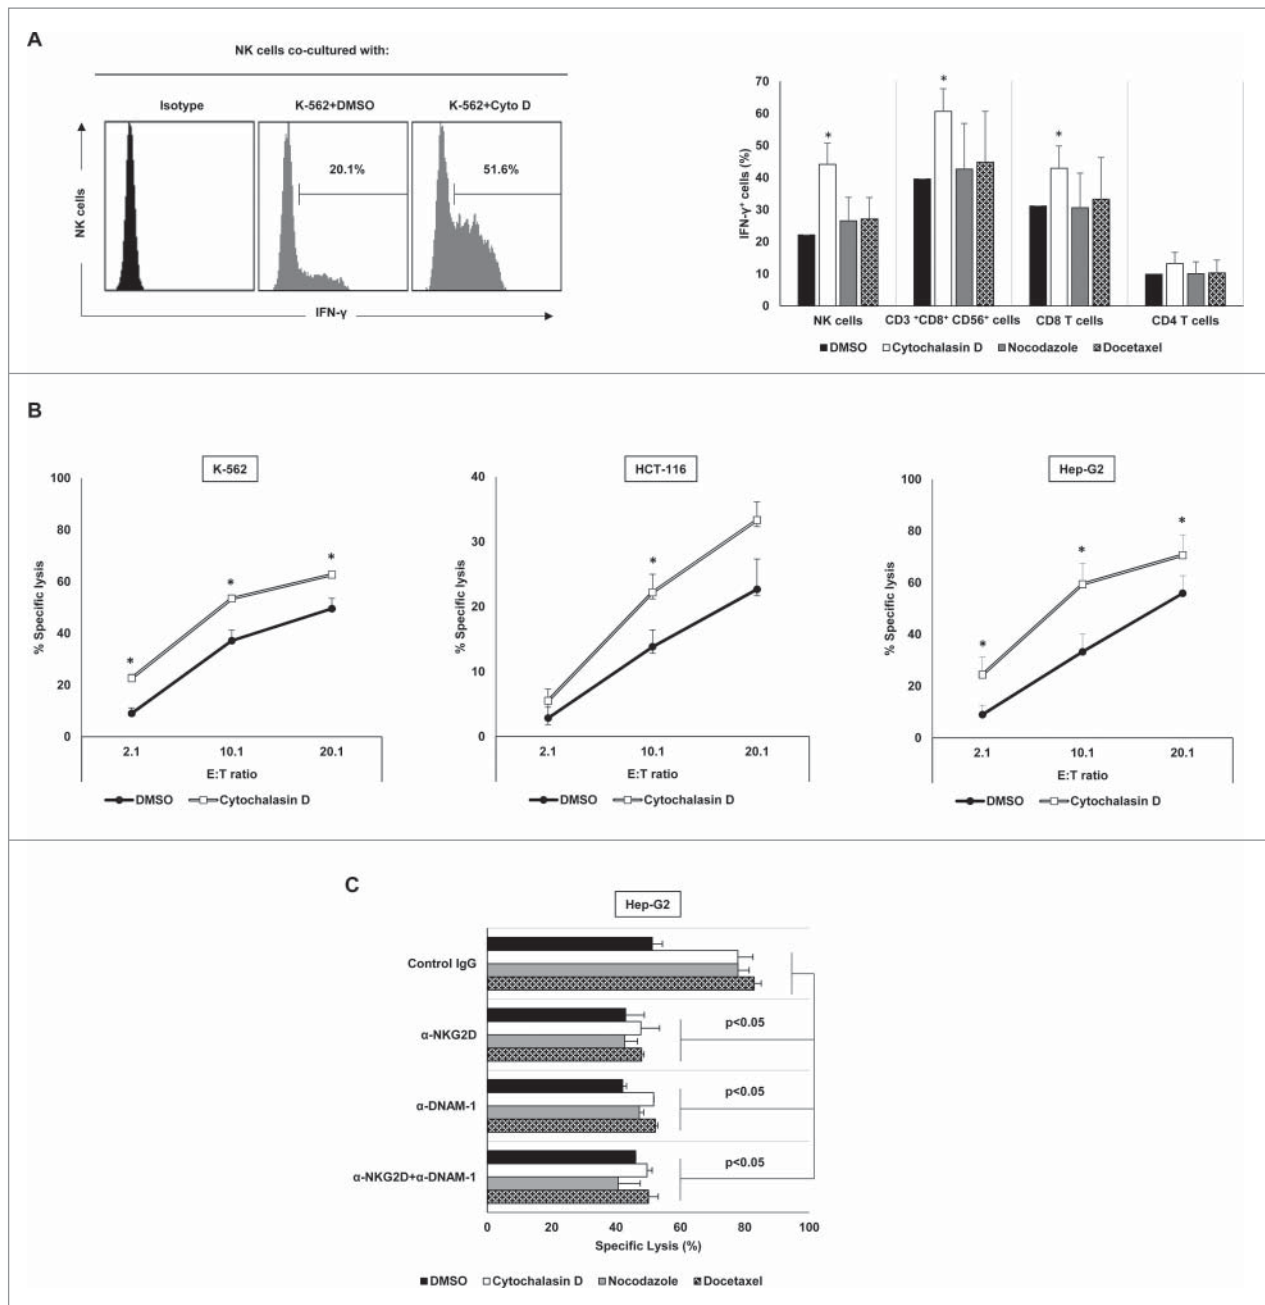 A
NK cells co-cultured with:
Isotype
K-562+DMSO
K-562+Cyto D
20.1%
51.6%
NK cells
IFN-γ
IFN-γ+ cells (%)
70
60
50
40
30
20
10
0
*
*
*
NK cells
CD3 +CD8+ CD56+ cells
CD8 T cells
CD4 T cells
DMSO
Cytochalasin D
Nocodazole
Docetaxel
B
K-562
% Specific lysis
100
80
60
40
20
0
*
*
*
2.1
10.1
20.1
E:T ratio
DMSO
Cytochalasin D
HCT-116
% Specific lysis
40
30
20
10
0
*
2.1
10.1
20.1
E:T ratio
DMSO
Cytochalasin D
Hep-G2
% Specific lysis
100
80
60
40
20
0
*
*
*
2.1
10.1
20.1
E:T ratio
DMSO
Cytochalasin D
C
Hep-G2
Control IgG
α-NKG2D
p<0.05
α-DNAM-1
p<0.05
α-NKG2D+α-DNAM-1
p<0.05
0
20
40
60
80
100
Specific Lysis (%)
DMSO
Cytochalasin D
Nocodazole
Docetaxel